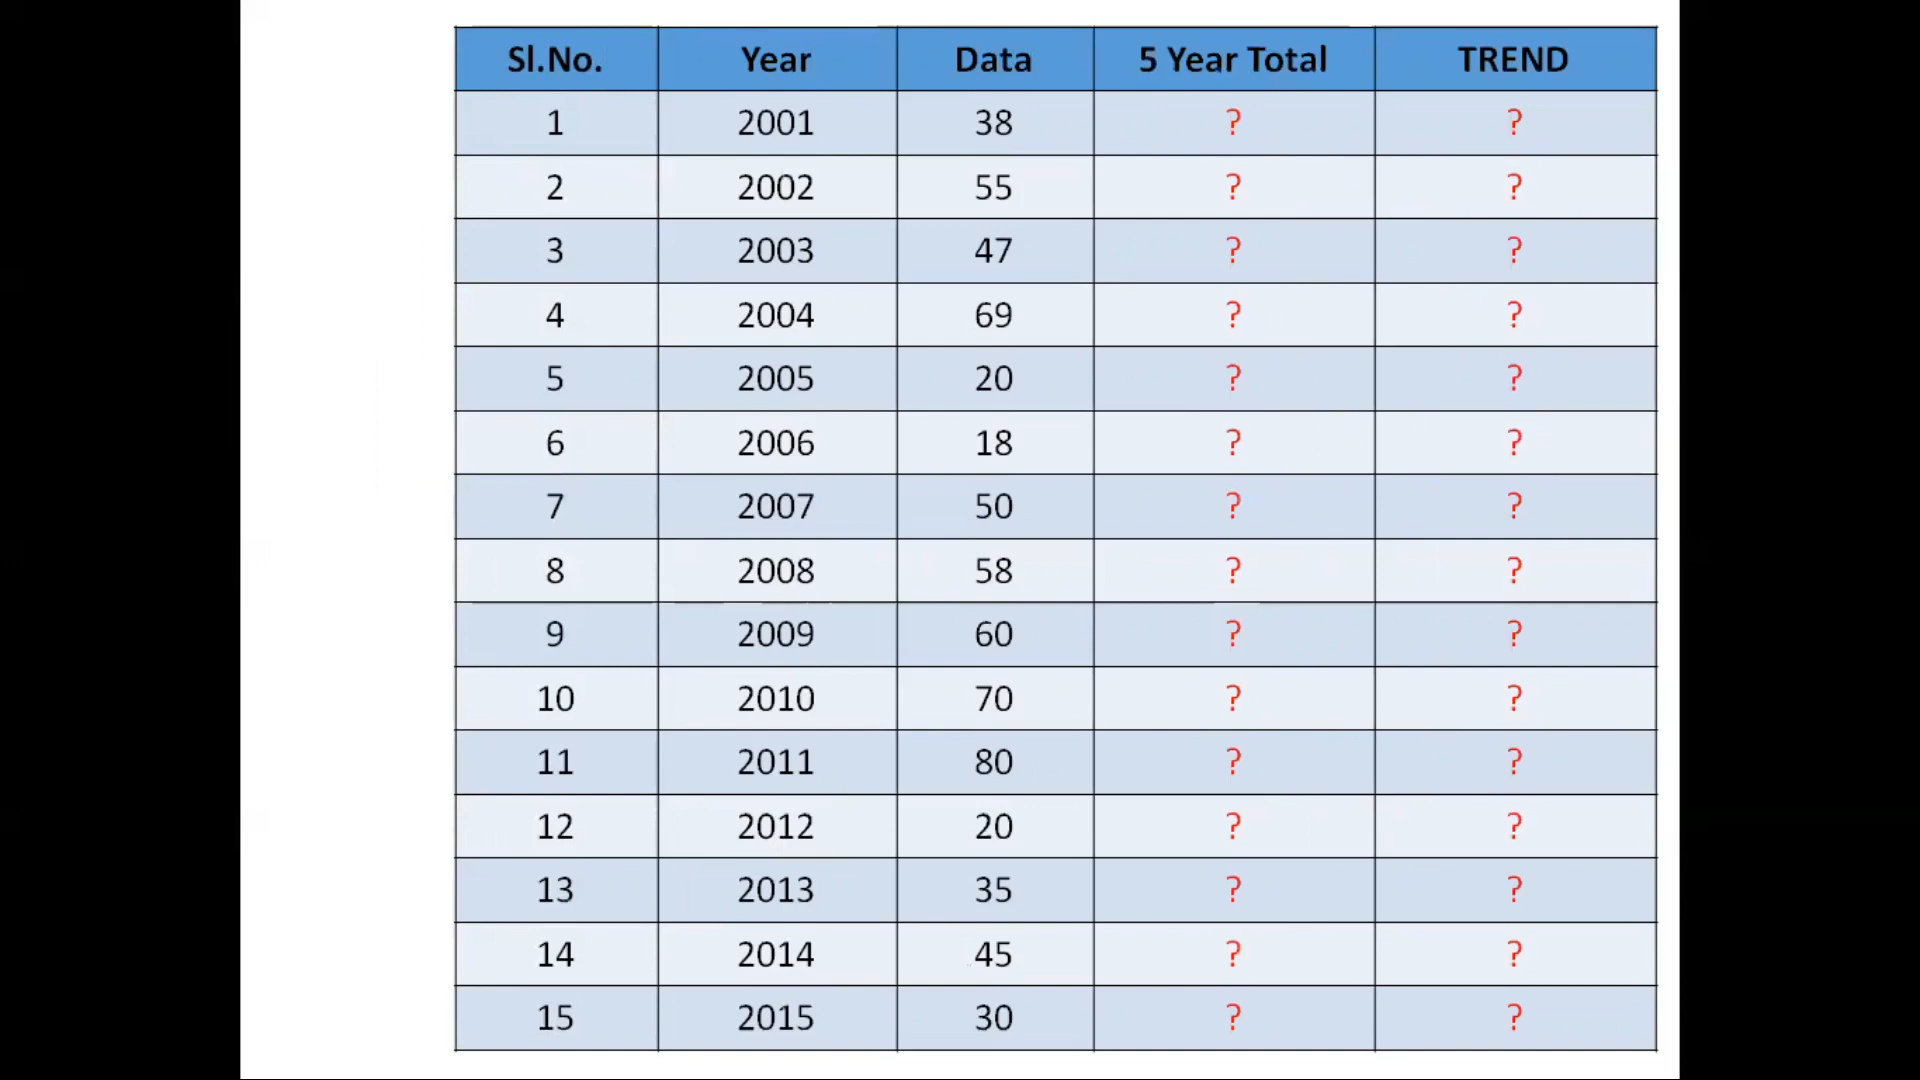 Sl.No. Year Data 5 Year Total TREND
1 2001 38 ? ?
2 2002 55 ? ?
3 2003 47 ? ?
4 2004 69 ? ?
5 2005 20 ? ?
6 2006 18 ? ?
7 2007 50 ? ?
8 2008 58 ? ?
9 2009 60 ? ?
10 2010 70 ? ?
11 2011 80 ? ?
12 2012 20 ? ?
13 2013 35 ? ?
14 2014 45 ? ?
15 2015 30 ? ?